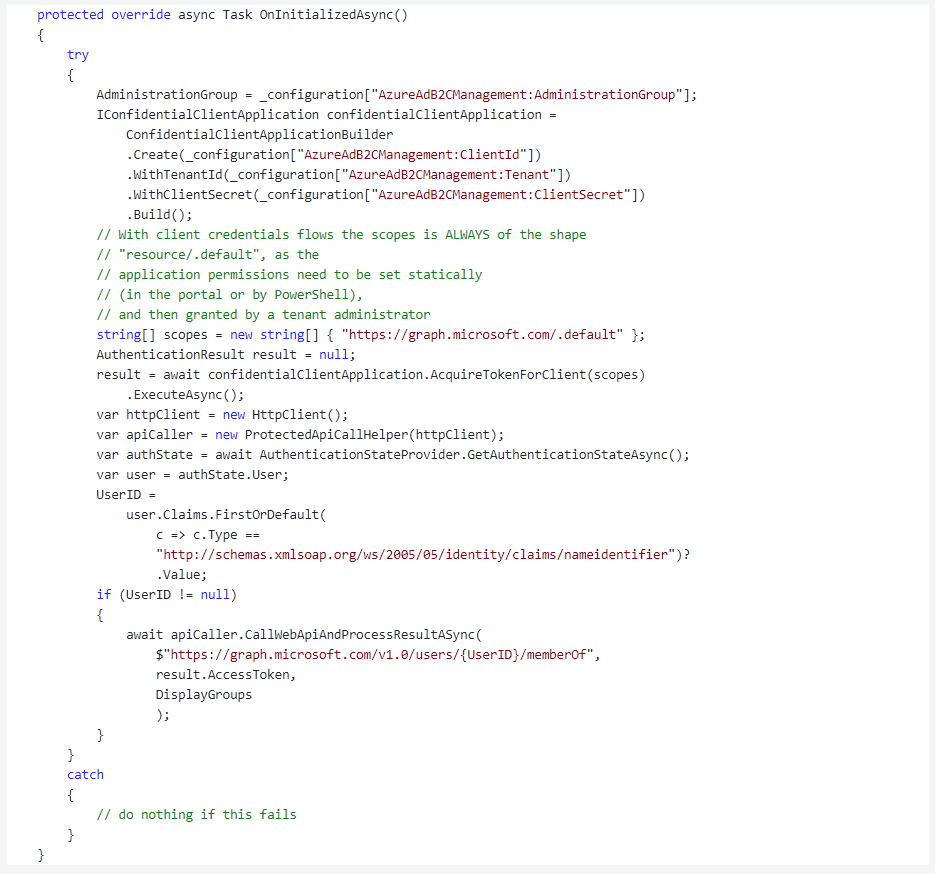 protected override async Task OnInitializedAsync()
{
    try
    {
        AdministrationGroup = _configuration["AzureAdB2CManagement:AdministrationGroup"];
        IConfidentialClientApplication confidentialClientApplication =
            ConfidentialClientApplicationBuilder
            .Create(_configuration["AzureAdB2CManagement:ClientId"])
            .WithTenantId(_configuration["AzureAdB2CManagement:Tenant"])
            .WithClientSecret(_configuration["AzureAdB2CManagement:ClientSecret"])
            .Build();
        // With client credentials flows the scopes is ALWAYS of the shape
        // "resource/.default", as the
        // application permissions need to be set statically
        // (in the portal or by PowerShell),
        // and then granted by a tenant administrator
        string[] scopes = new string[] { "https://graph.microsoft.com/.default" };
        AuthenticationResult result = null;
        result = await confidentialClientApplication.AcquireTokenForClient(scopes)
            .ExecuteAsync();
        var httpClient = new HttpClient();
        var apiCaller = new ProtectedApiCallHelper(httpClient);
        var authState = await AuthenticationStateProvider.GetAuthenticationStateAsync();
        var user = authState.User;
        UserID =
            user.Claims.FirstOrDefault(
                c => c.Type ==
                "http://schemas.xmlsoap.org/ws/2005/05/identity/claims/nameidentifier")?
                .Value;
        if (UserID != null)
        {
            await apiCaller.CallWebApiAndProcessResultASync(
                $"https://graph.microsoft.com/v1.0/users/{UserID}/memberOf",
                result.AccessToken,
                DisplayGroups
                );
        }
    }
    catch
    {
        // do nothing if this fails
    }
}